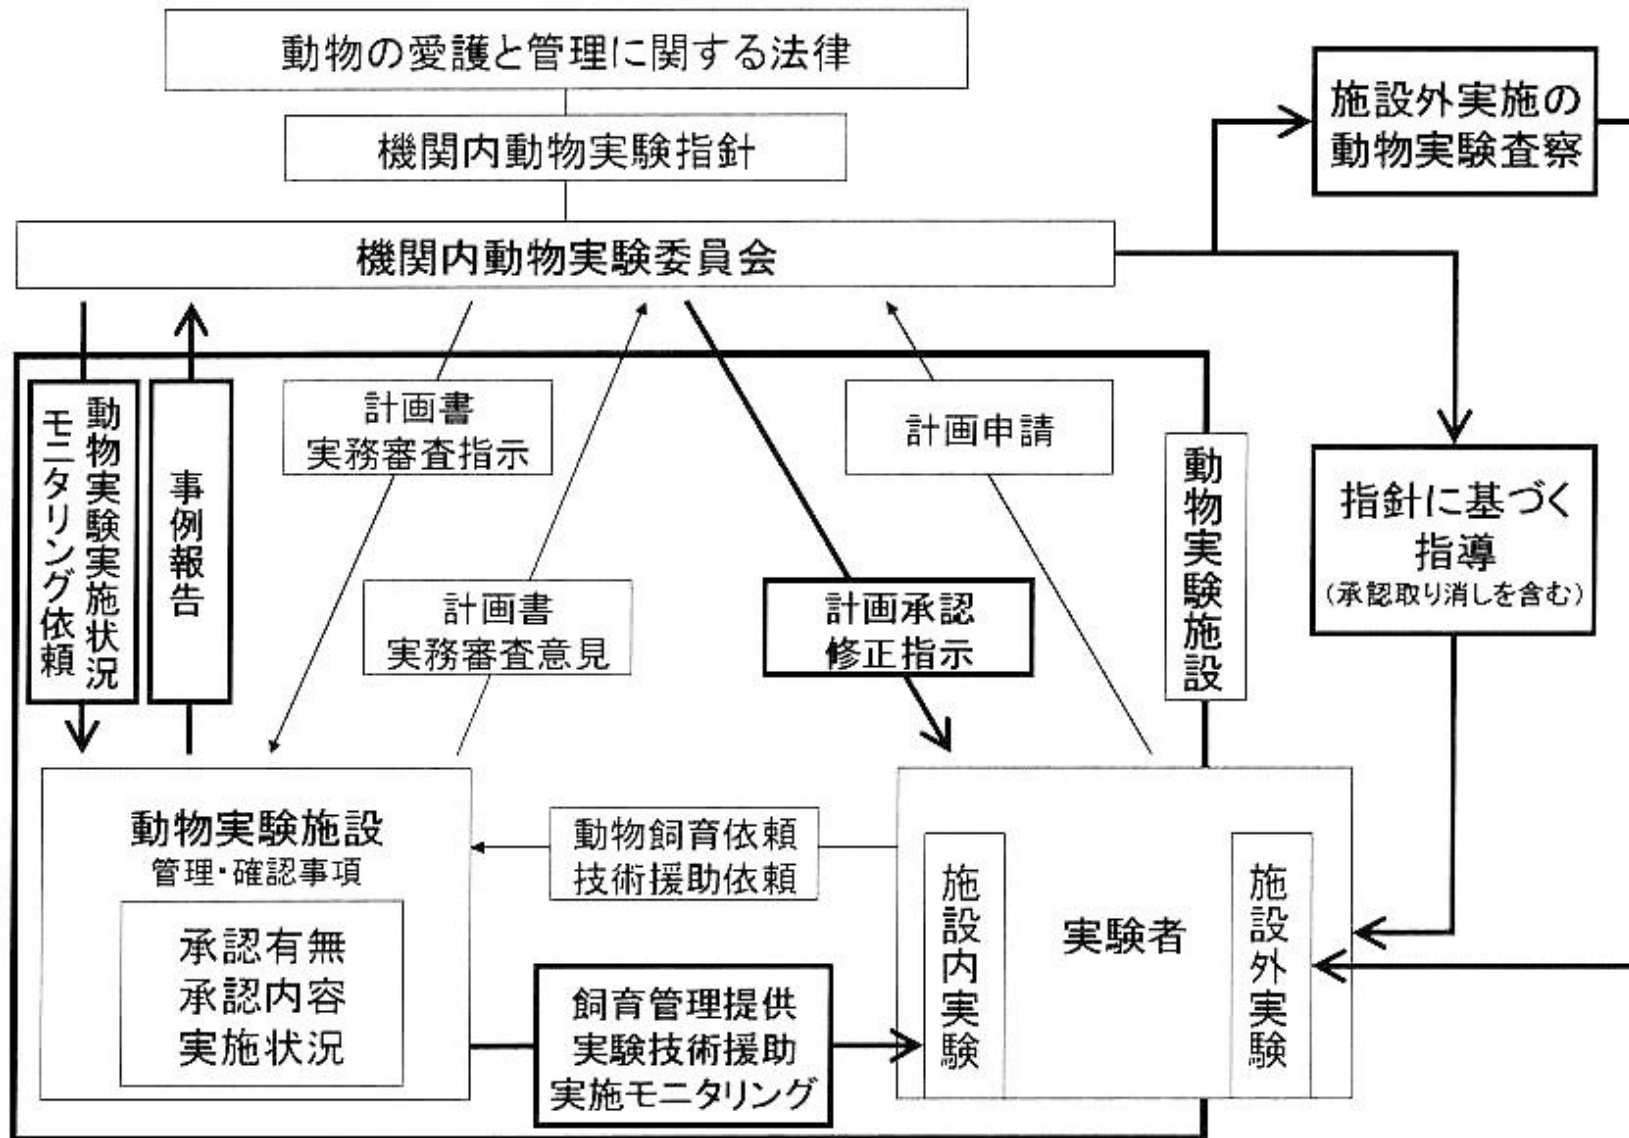 動物の愛護と管理に関する法律
機関内動物実験指針
機関内動物実験委員会
施設外実施の
動物実験査察
動物実験実施状況
モニタリング依頼
事例報告
計画書
実務審査指示
計画書
実務審査意見
計画承認
修正指示
計画申請
動物実験施設
指針に基づく
指導
(承認取り消しを含む)
動物実験施設
管理・確認事項
承認有無
承認内容
実施状況
動物飼育依頼
技術援助依頼
飼育管理提供
実験技術援助
実施モニタリング
施設内実験
実験者
施設外実験